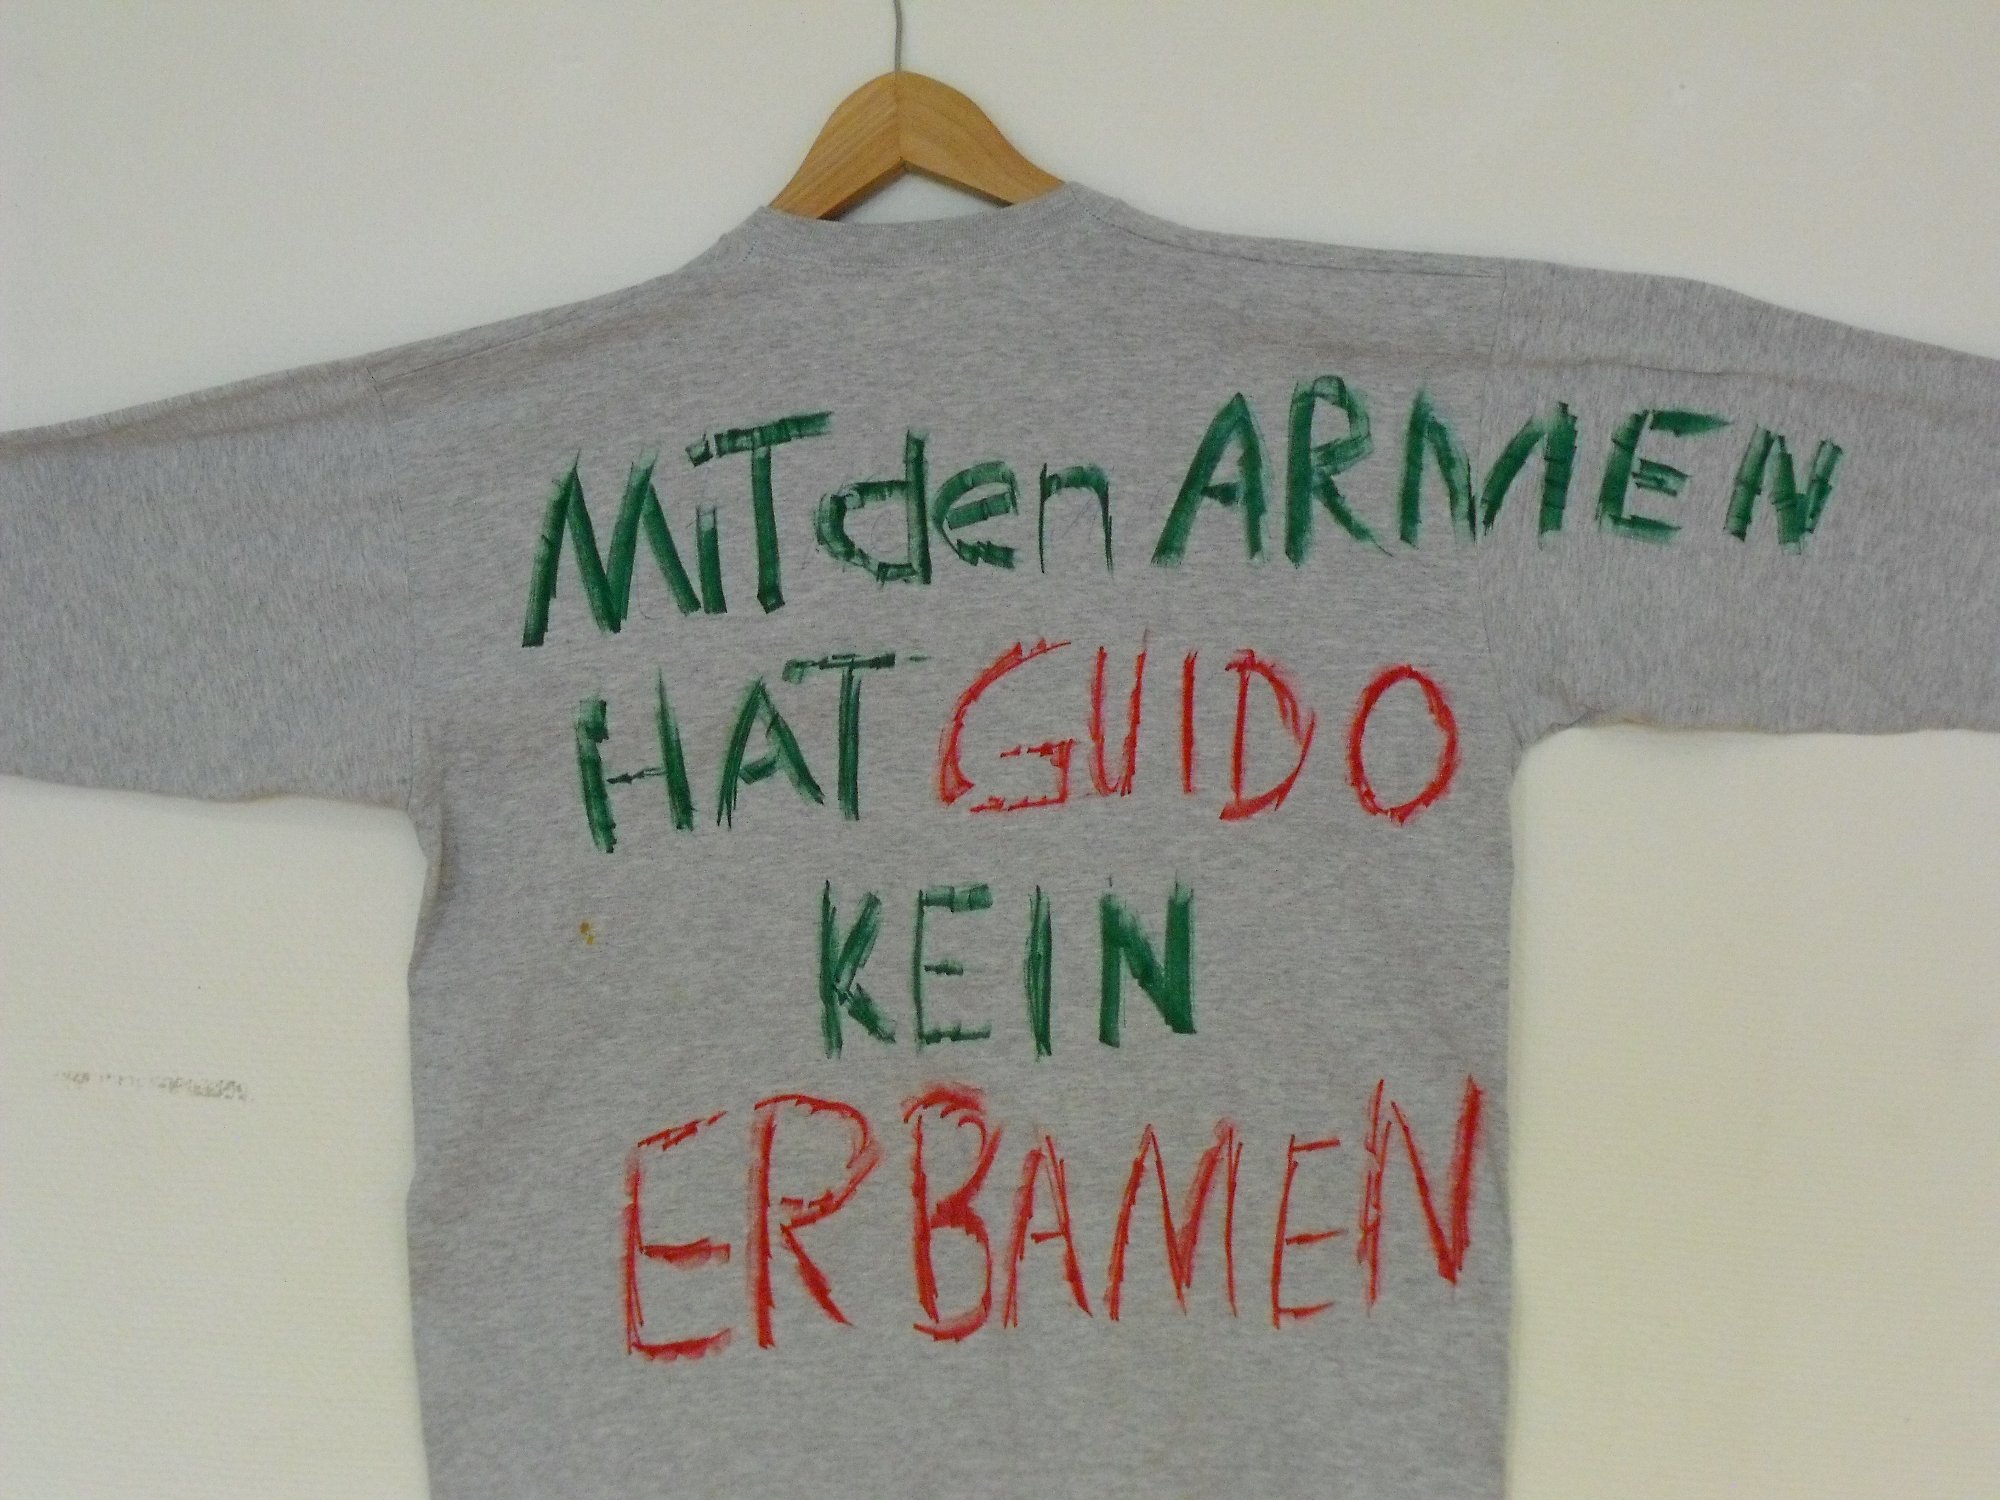 MiT den ARMEN
HAT GUIDO
KEIN
ERBAMEN